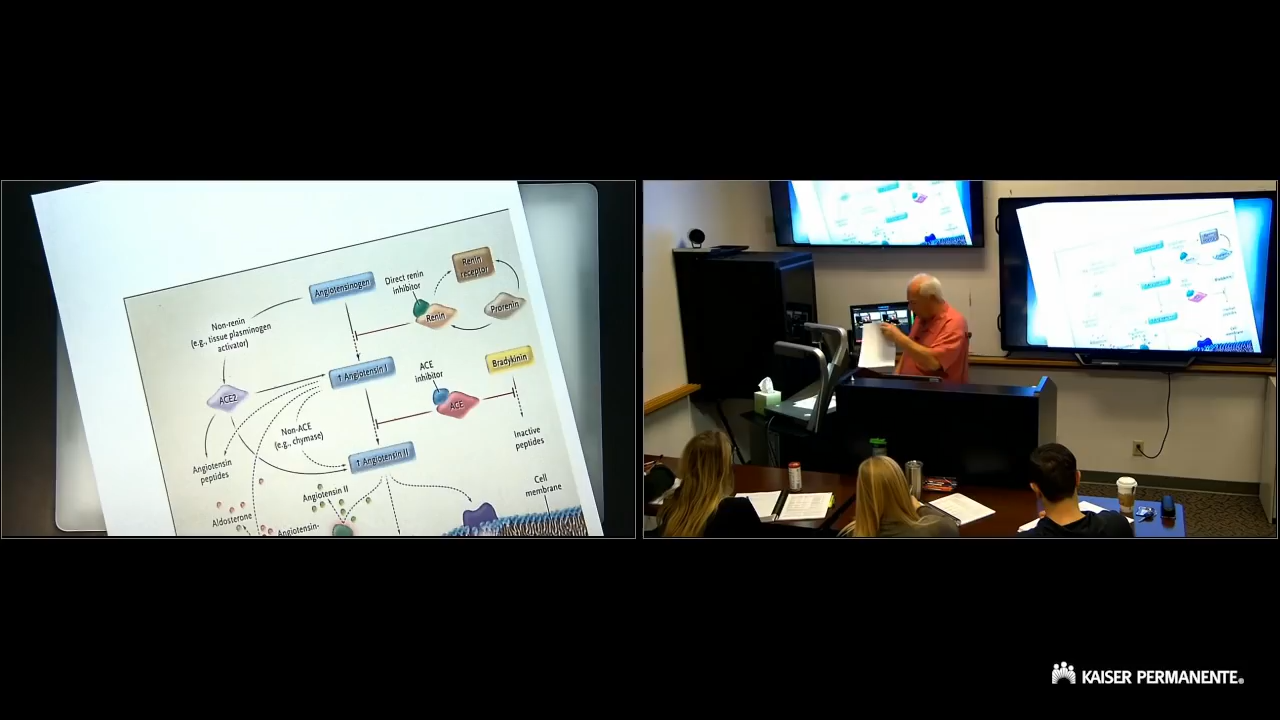 Angiotensinogen
Direct renin
inhibitor
Renin
receptor
Renin
Prorenin
Non-renin
(e.g., tissue plasminogen
activator)
↑ Angiotensin I
ACE
inhibitor
Bradykinin
ACE2
ACE
Non-ACE
(e.g., chymase)
Inactive
peptides
↑ Angiotensin II
Angiotensin
peptides
Cell
membrane
Angiotensin II
Aldosterone
Angiotensin-
KAISER PERMANENTE®